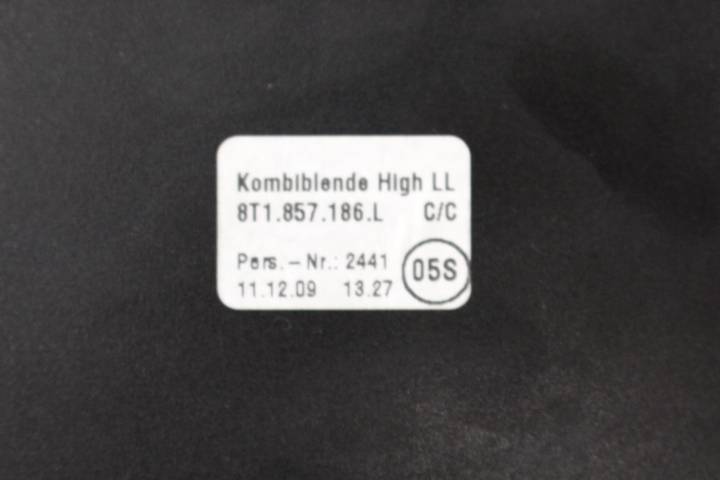 Kombiblende High LL
8T1.857.186.L C/C
Pers.-Nr.: 2441
05S
11.12.09 13.27